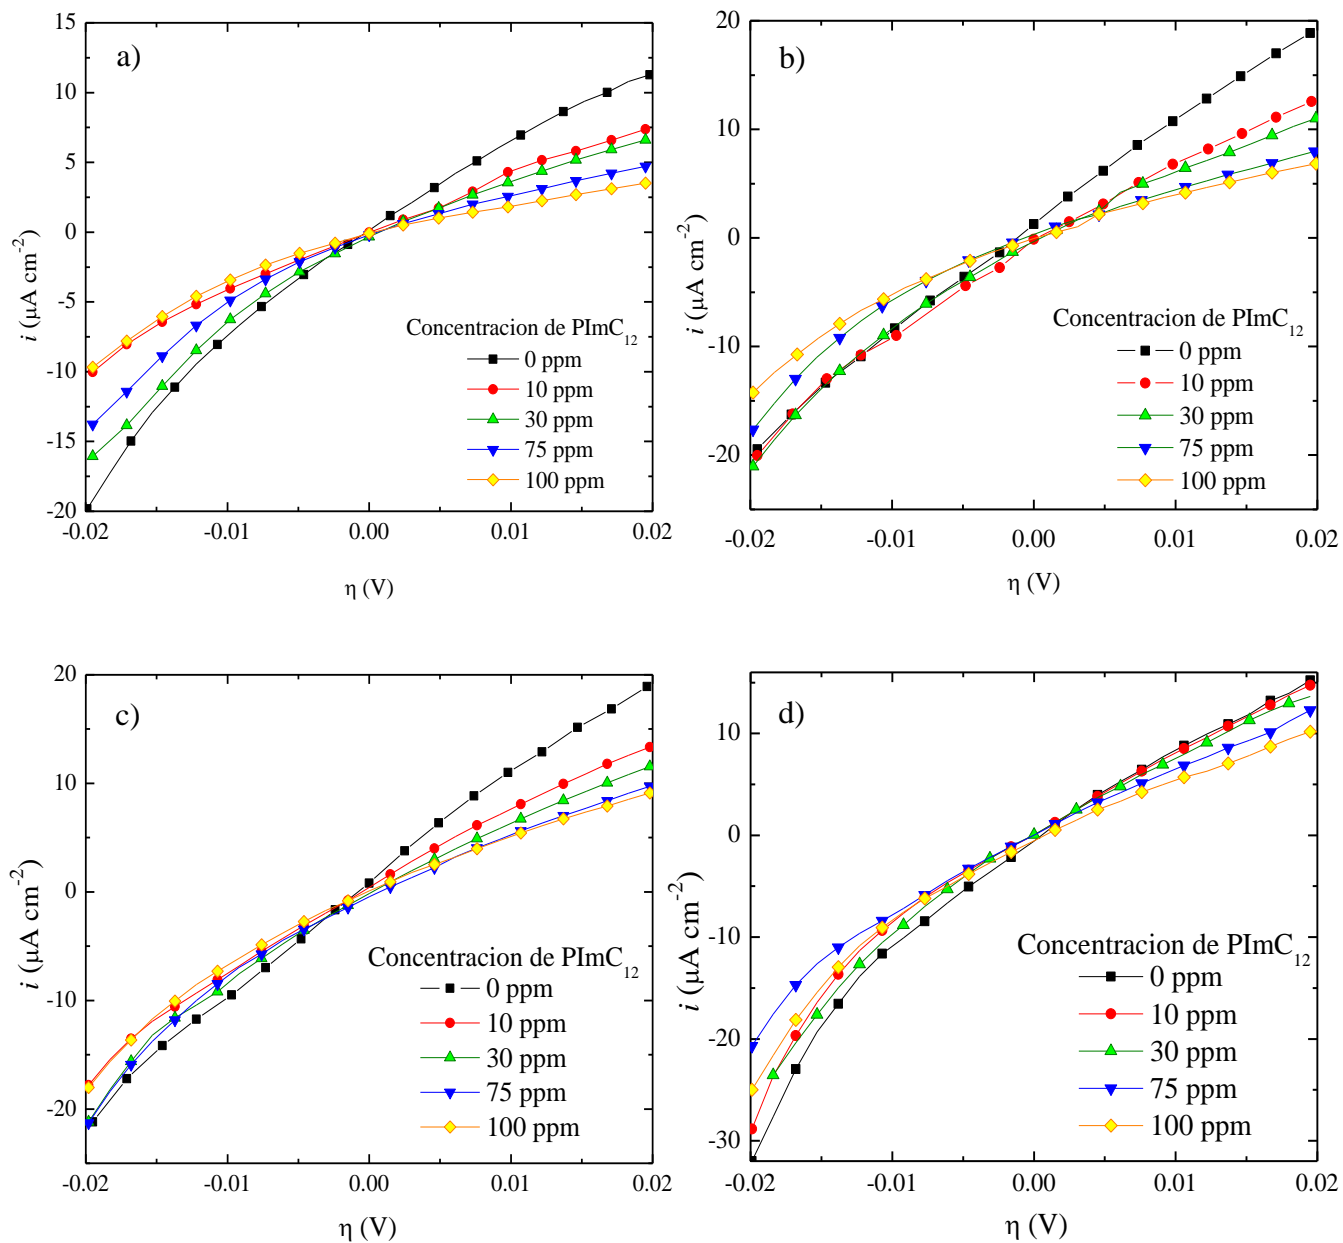 a)
15
10
5
0
-5
-10
-15
-20
i (μA cm-2)
-0.02
-0.01
0.00
0.01
0.02
η (V)
Concentracion de PImC12
0 ppm
10 ppm
30 ppm
75 ppm
100 ppm
b)
20
10
0
-10
-20
i (μA cm-2)
-0.02
-0.01
0.00
0.01
0.02
η (V)
Concentracion de PImC12
0 ppm
10 ppm
30 ppm
75 ppm
100 ppm
c)
20
10
0
-10
-20
i (μA cm-2)
-0.02
-0.01
0.00
0.01
0.02
η (V)
Concentracion de PImC12
0 ppm
10 ppm
30 ppm
75 ppm
100 ppm
d)
10
0
-10
-20
-30
i (μA cm-2)
-0.02
-0.01
0.00
0.01
0.02
η (V)
Concentracion de PImC12
0 ppm
10 ppm
30 ppm
75 ppm
100 ppm